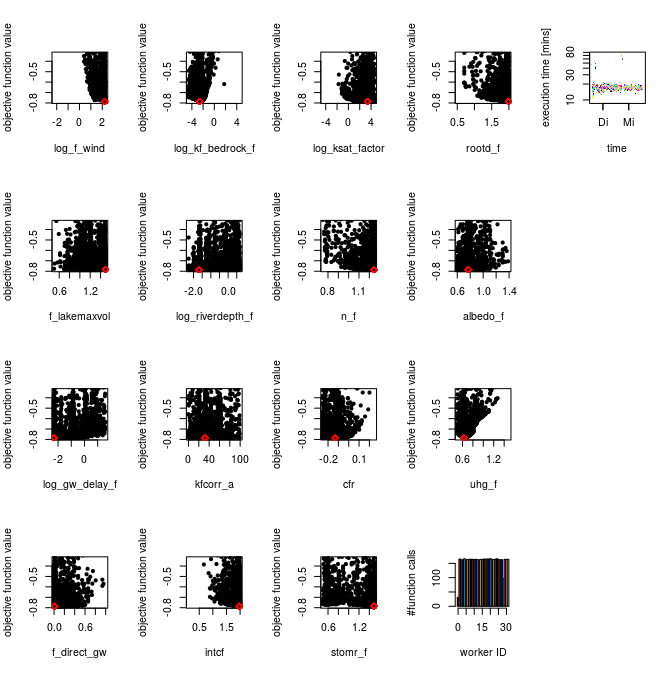 objective function value
-0.5
-0.8
-2 0 2
log_f_wind
objective function value
-0.5
-0.8
-4 0 2 4
log_kf_bedrock_f
objective function value
-0.5
-0.8
-4 0 2 4
log_ksat_factor
objective function value
-0.5
-0.8
0.5 1.5
rootd_f
execution time [mins]
80
30
10
Di Mi
time
objective function value
-0.5
-0.8
0.6 1.2
f_lakemaxvol
objective function value
-0.5
-0.8
-2.0 0.0
log_riverdepth_f
objective function value
-0.5
-0.8
0.8 1.1
n_f
objective function value
-0.5
-0.8
0.6 1.0 1.4
albedo_f
objective function value
-0.5
-0.8
-2 0
log_gw_delay_f
objective function value
-0.5
-0.8
0 40 100
kfcorr_a
objective function value
-0.5
-0.8
-0.2 0.1
cfr
objective function value
-0.5
-0.8
0.6 1.2
uhg_f
objective function value
-0.5
-0.8
0.0 0.6
f_direct_gw
objective function value
-0.5
-0.8
0.5 1.5
intcf
objective function value
-0.5
-0.8
0.6 1.2
stomr_f
#function calls
100
0
0 15 30
worker ID